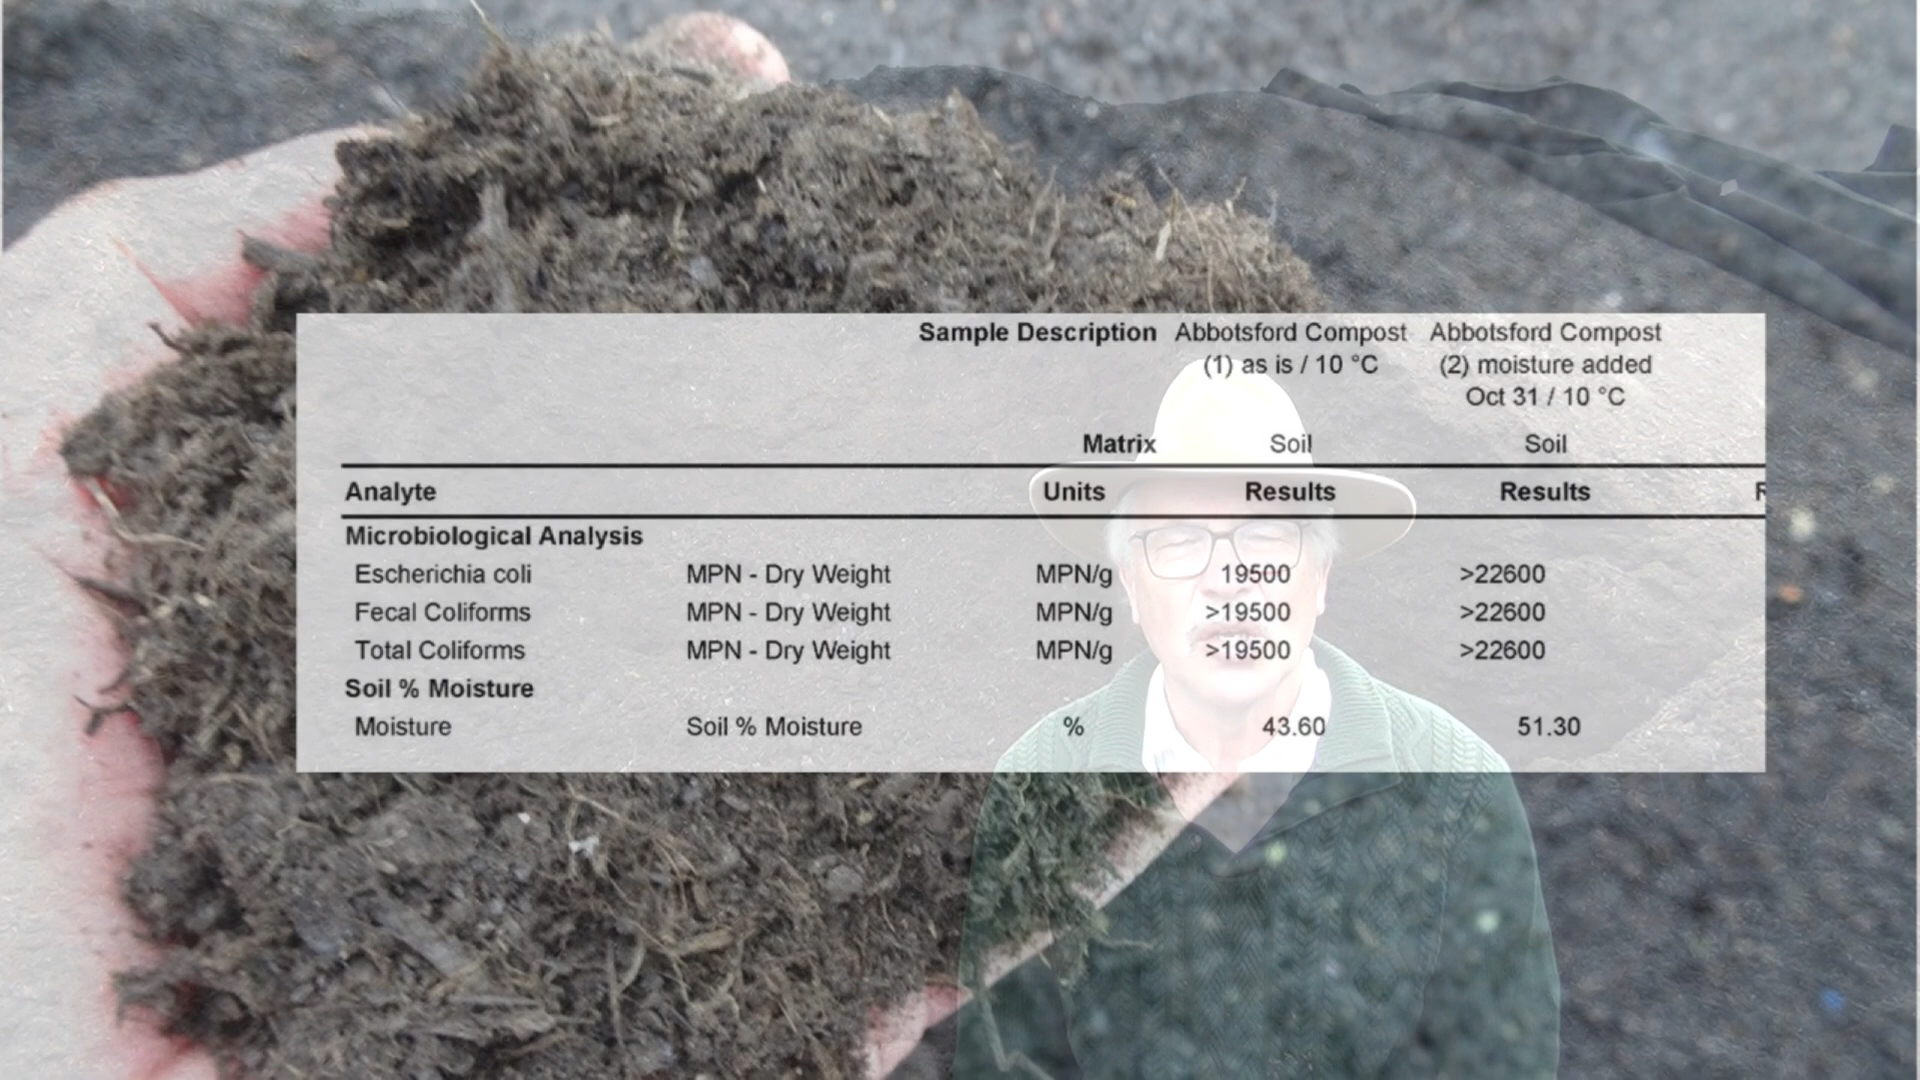 Sample Description Abbotsford Compost Abbotsford Compost
(1) as is / 10 °C (2) moisture added
Oct 31 / 10 °C
Matrix Soil Soil
Analyte Units Results Results
Microbiological Analysis
Escherichia coli MPN - Dry Weight MPN/g 19500 >22600
Fecal Coliforms MPN - Dry Weight MPN/g >19500 >22600
Total Coliforms MPN - Dry Weight MPN/g >19500 >22600
Soil % Moisture
Moisture Soil % Moisture % 43.60 51.30